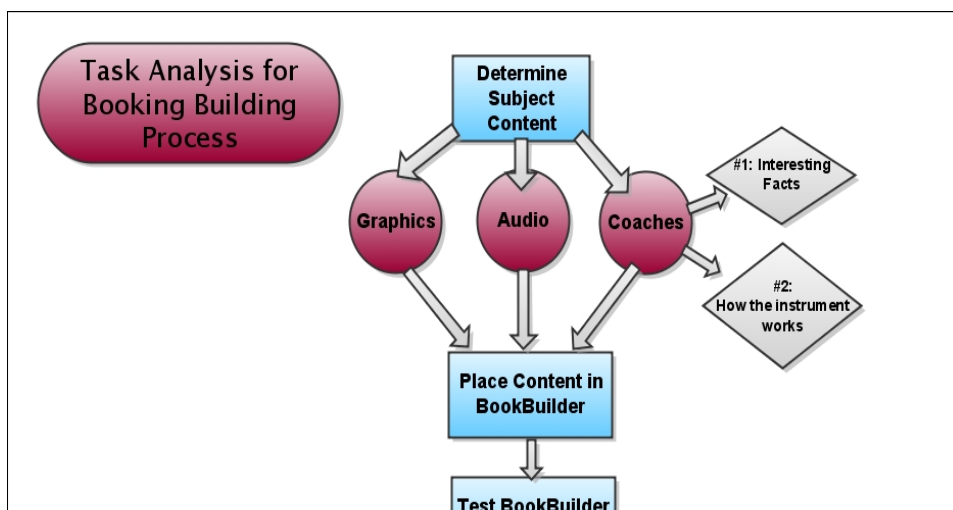 Task Analysis for
Booking Building
Process
Determine
Subject
Content
Graphics
Audio
Coaches
#1: Interesting
Facts
#2:
How the instrument
works
Place Content in
BookBuilder
Test BookBuilder